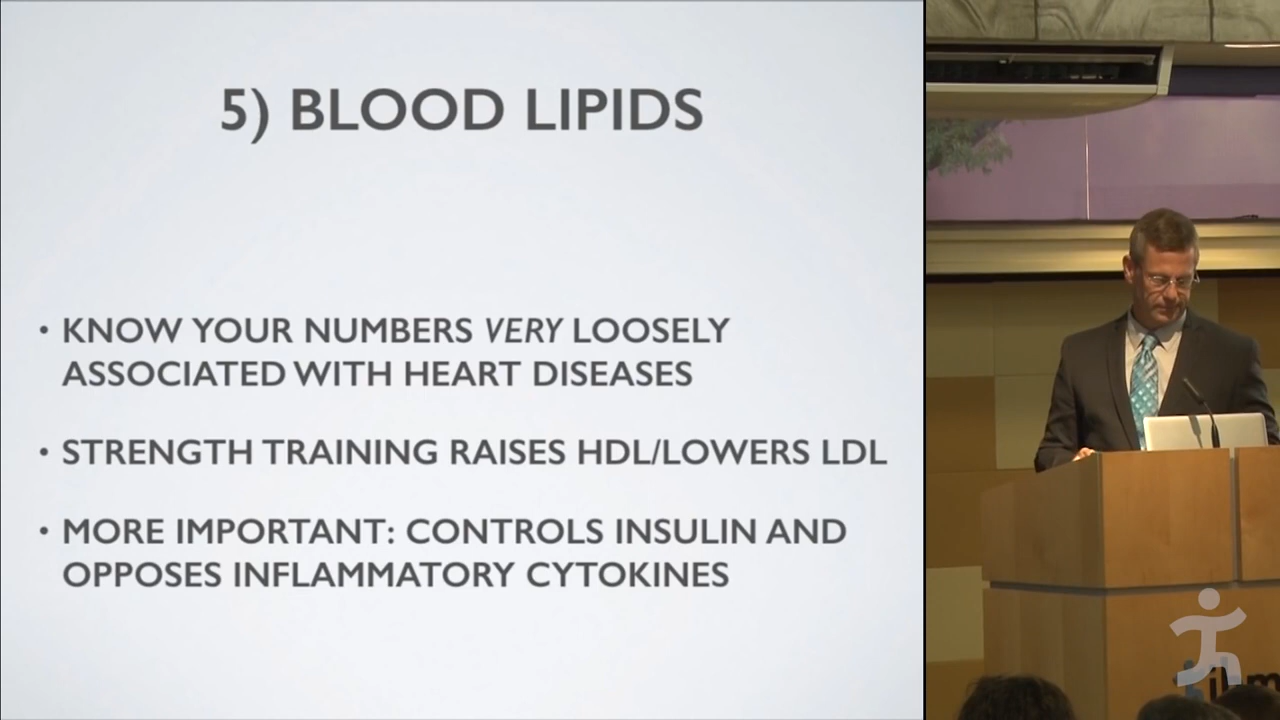 5) BLOOD LIPIDS
• KNOW YOUR NUMBERS VERY LOOSELY
ASSOCIATED WITH HEART DISEASES
• STRENGTH TRAINING RAISES HDL/LOWERS LDL
• MORE IMPORTANT: CONTROLS INSULIN AND
OPPOSES INFLAMMATORY CYTOKINES